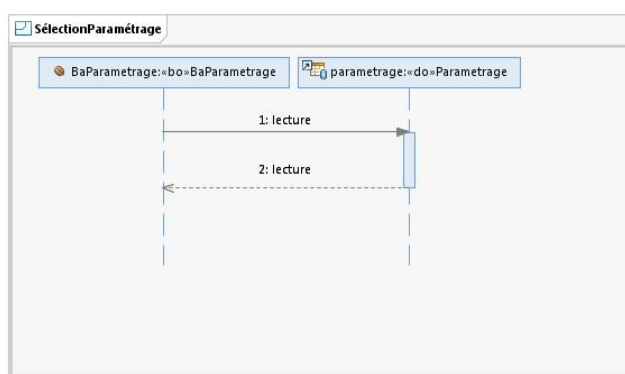 SélectionParamétrage
BaParametrage:«bo»BaParametrage
parametrage:«do»Parametrage
1: lecture
2: lecture